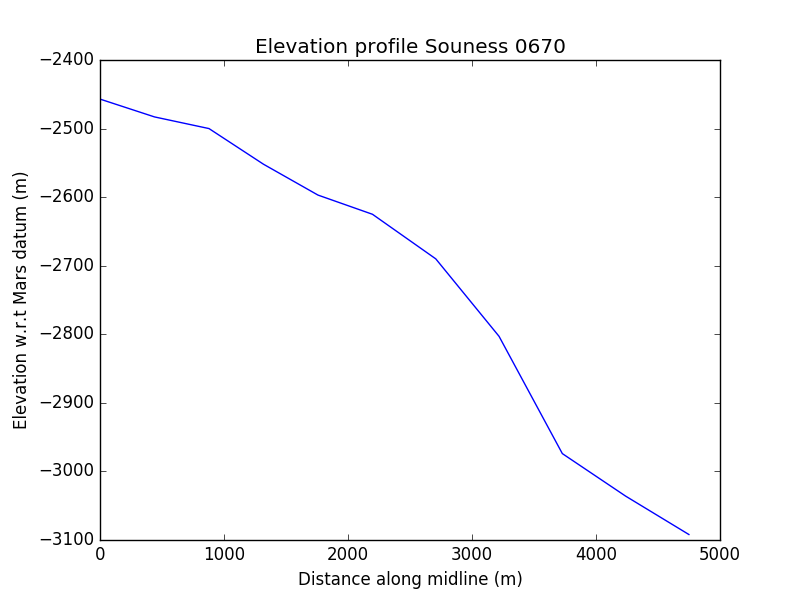 Elevation profile Souness 0670
−2400
−2500
−2600
−2700
−2800
−2900
−3000
−3100
Elevation w.r.t Mars datum (m)
0 1000 2000 3000 4000 5000
Distance along midline (m)